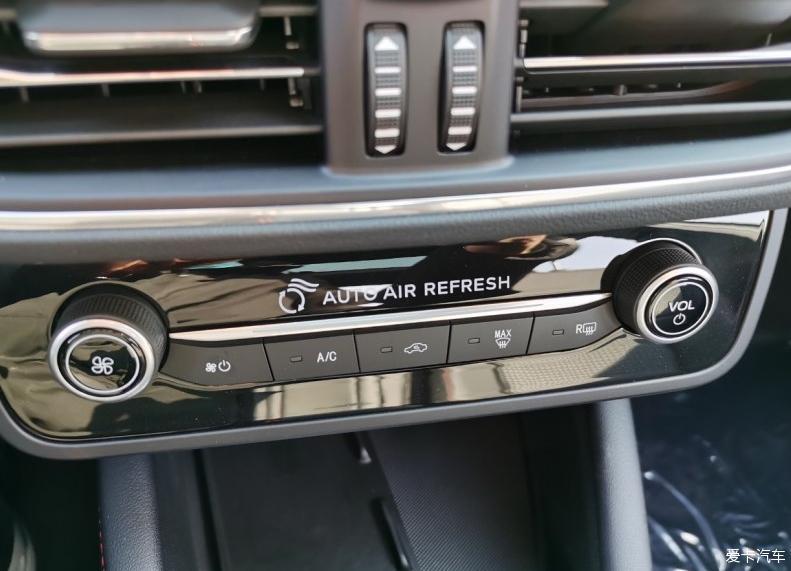 AUTO AIR REFRESH
VOL
A/C
MAX
R
爱卡汽车